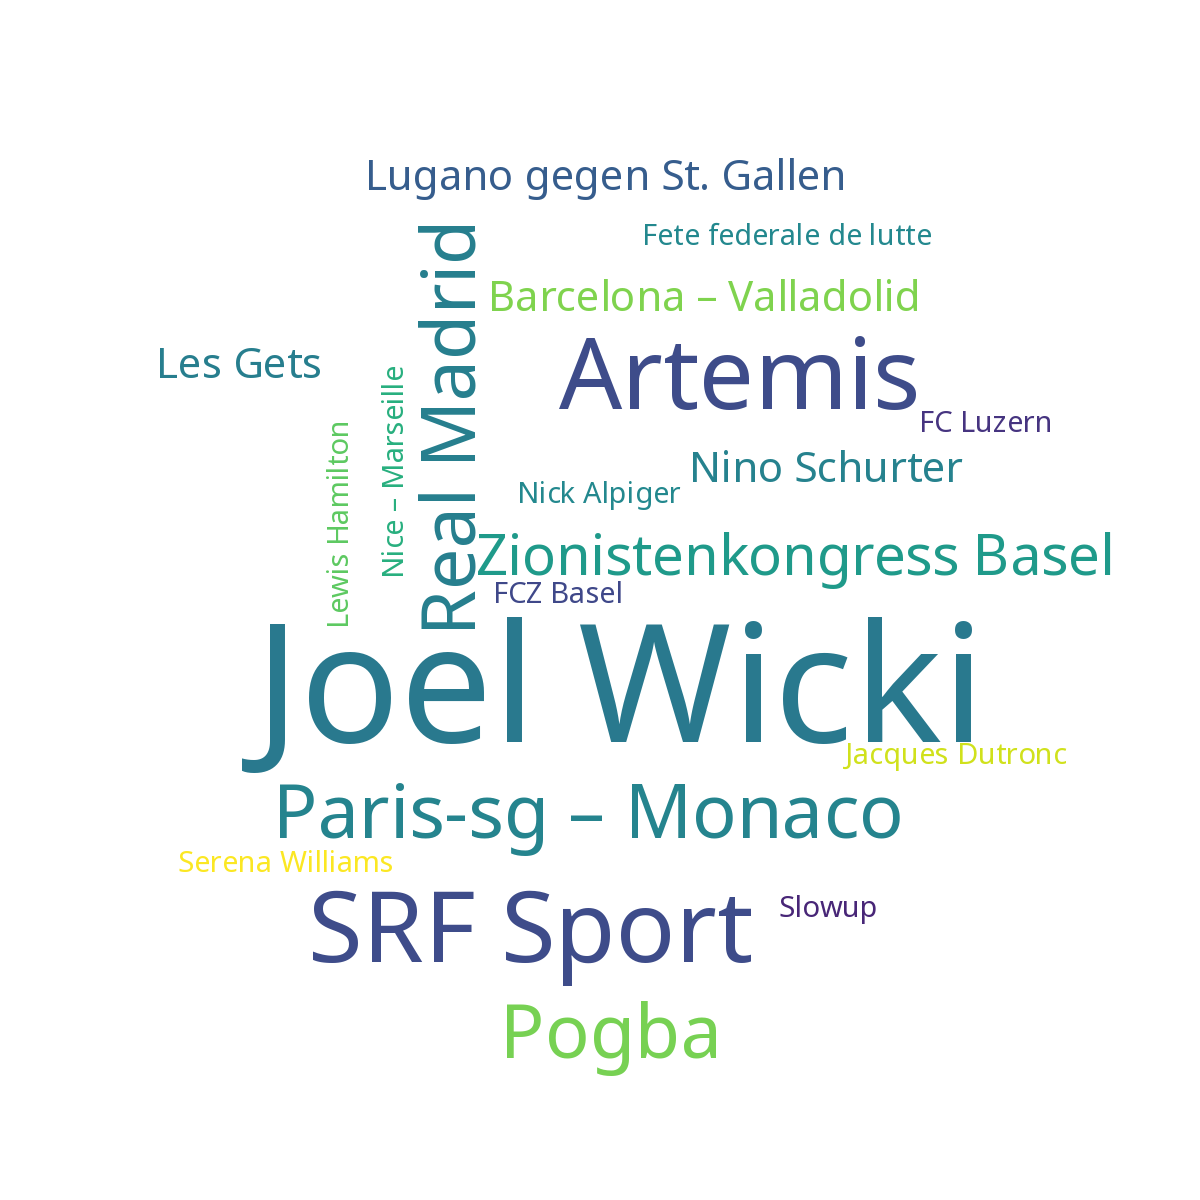 Lugano gegen St. Gallen
Fete federale de lutte
Real Madrid
Barcelona – Valladolid
Les Gets
Artemis
Nice – Marseille
FC Luzern
Lewis Hamilton
Nino Schurter
Nick Alpiger
Zionistenkongress Basel
FCZ Basel
Joel Wicki
Jacques Dutronc
Paris-sg – Monaco
Serena Williams
SRF Sport
Slowup
Pogba